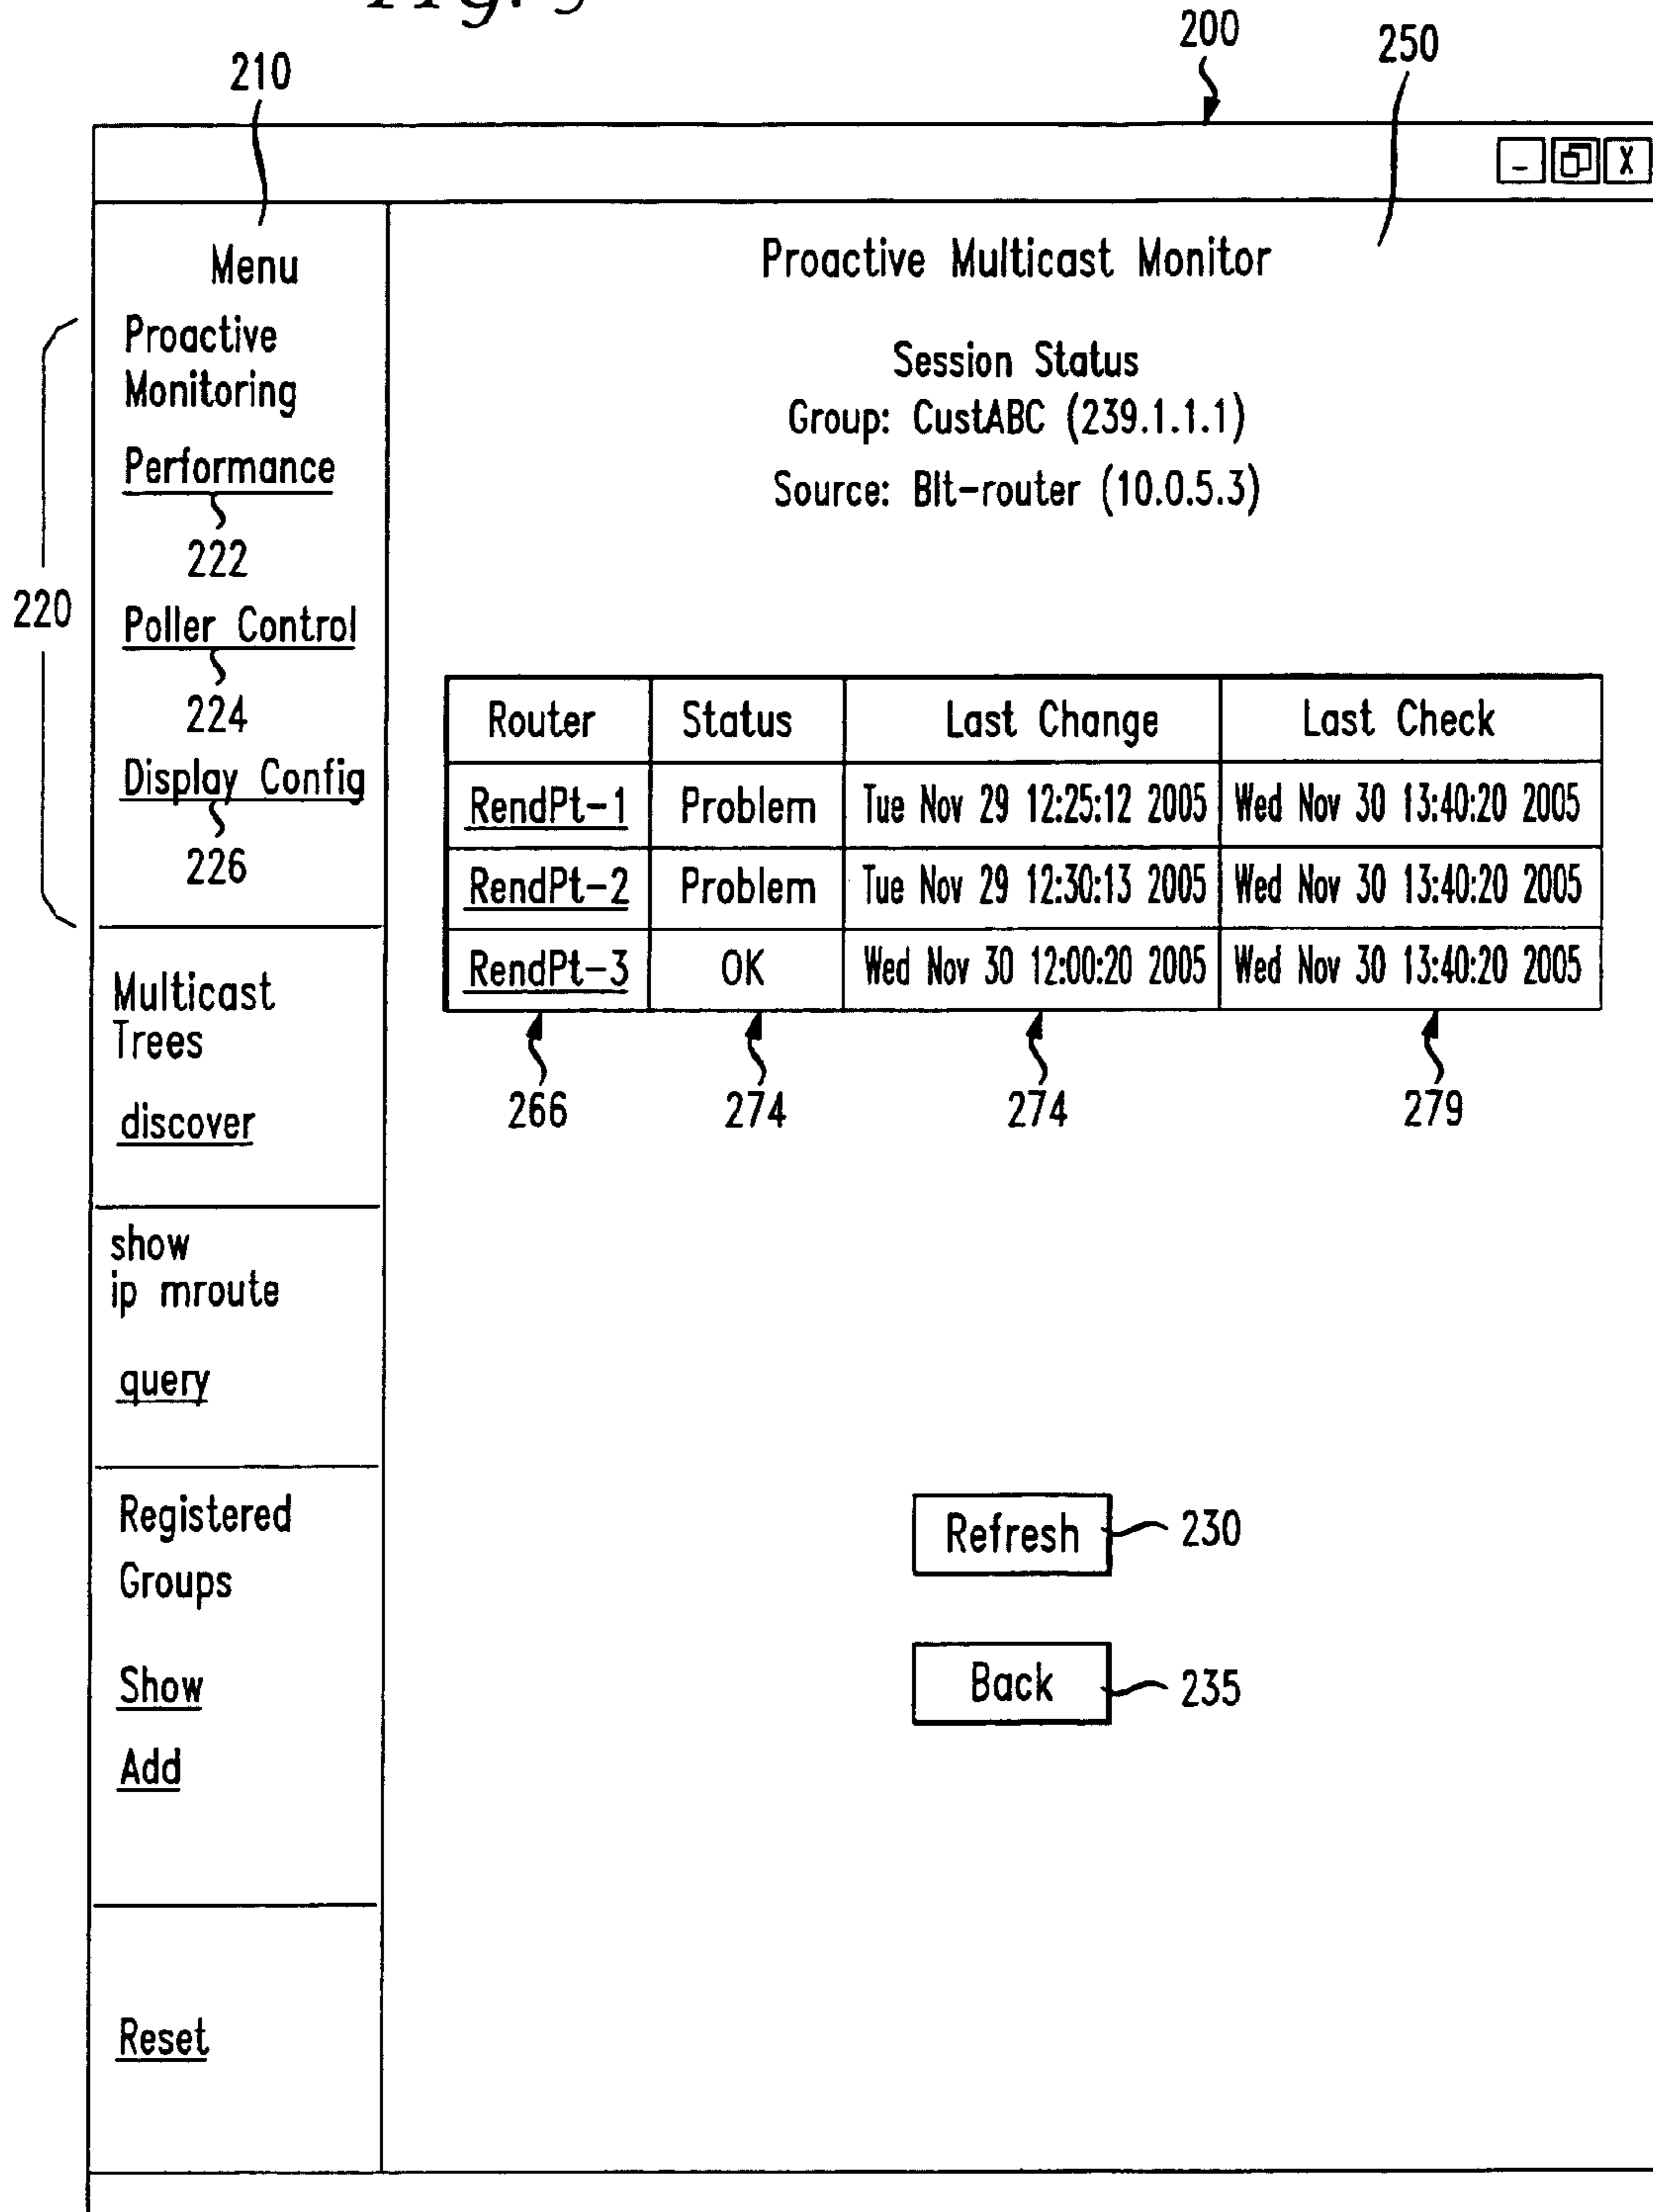 200
250
210
_ X
Menu
Proactive
Monitoring
Performance
222
220
Poller Control
224
Display Config
226
Multicast
Trees
discover
show
ip mroute
query
Registered
Groups
Show
Add
Reset
Proactive Multicast Monitor
Session Status
Group: CustABC (239.1.1.1)
Source: Blt-router (10.0.5.3)
Router Status Last Change Last Check
RendPt-1 Problem Tue Nov 29 12:25:12 2005 Wed Nov 30 13:40:20 2005
RendPt-2 Problem Tue Nov 29 12:30:13 2005 Wed Nov 30 13:40:20 2005
RendPt-3 OK Wed Nov 30 12:00:20 2005 Wed Nov 30 13:40:20 2005
266 274 274 279
Refresh 230
Back 235